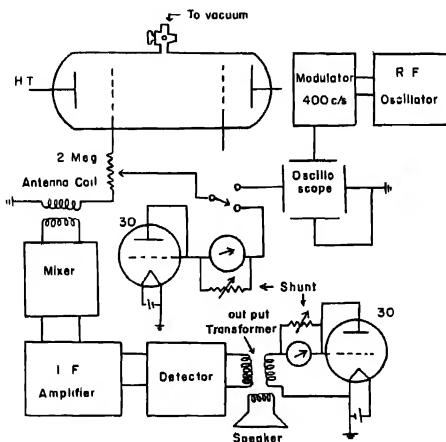 To vacuum
HT
Modulator
400 c/s
R F
Oscillator
2 Meg
Antenna Coil
Oscillo
scope
30
Mixer
Shunt
out put
Transformer
30
I F
Amplifier
Detector
Speaker